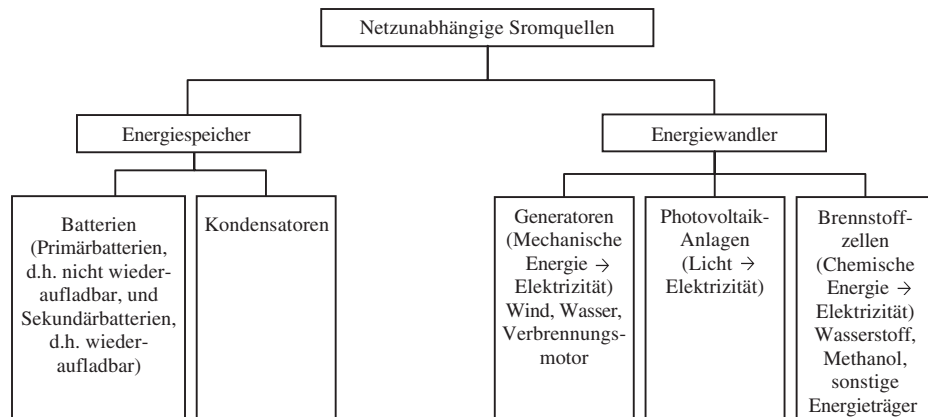 Netzunabhängige Sromquellen
Energiespeicher
Energiewandler
Batterien
(Primärbatterien,
d.h. nicht wieder-
aufladbar, und
Sekundärbatterien,
d.h. wieder-
aufladbar)
Kondensatoren
Generatoren
(Mechanische
Energie →
Elektrizität)
Wind, Wasser,
Verbrennungs-
motor
Photovoltaik-
Anlagen
(Licht →
Elektrizität)
Brennstoff-
zellen
(Chemische
Energie →
Elektrizität)
Wasserstoff,
Methanol,
sonstige
Energieträger